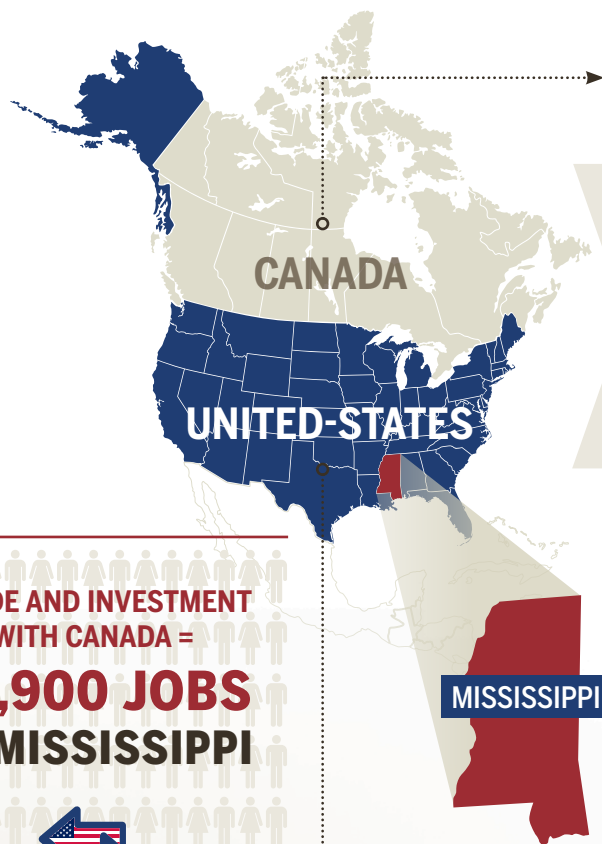 CANADA
UNITED-STATES
DE AND INVESTMENT
WITH CANADA =
,900 JOBS
MISSISSIPPI
MISSISSIPPI